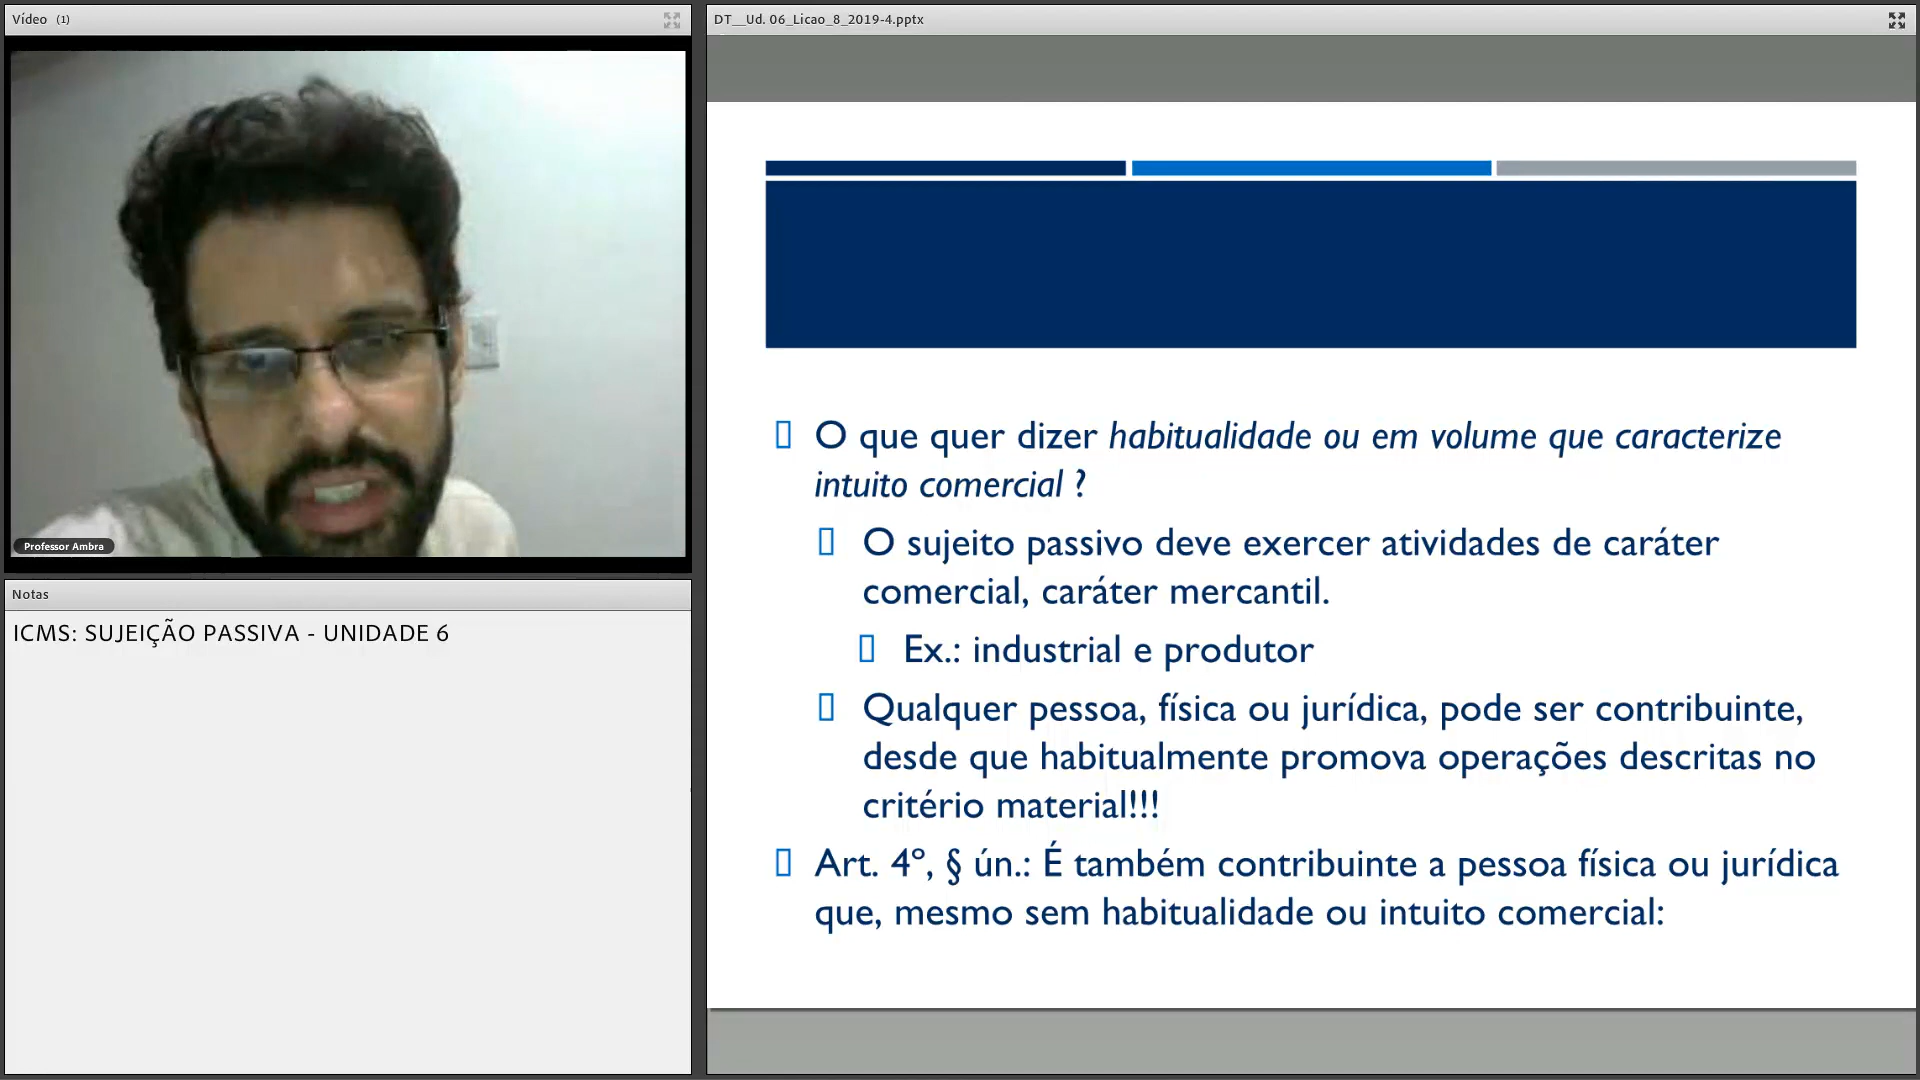 Vídeo (1)
DT__Ud. 06_Licao_8_2019-4.pptx
Professor Ambra
Notas
ICMS: SUJEIÇÃO PASSIVA - UNIDADE 6
O que quer dizer habitualidade ou em volume que caracterize
intuito comercial ?
O sujeito passivo deve exercer atividades de caráter
comercial, caráter mercantil.
Ex.: industrial e produtor
Qualquer pessoa, física ou jurídica, pode ser contribuinte,
desde que habitualmente promova operações descritas no
critério material!!!
Art. 4º, § ún.: É também contribuinte a pessoa física ou jurídica
que, mesmo sem habitualidade ou intuito comercial: